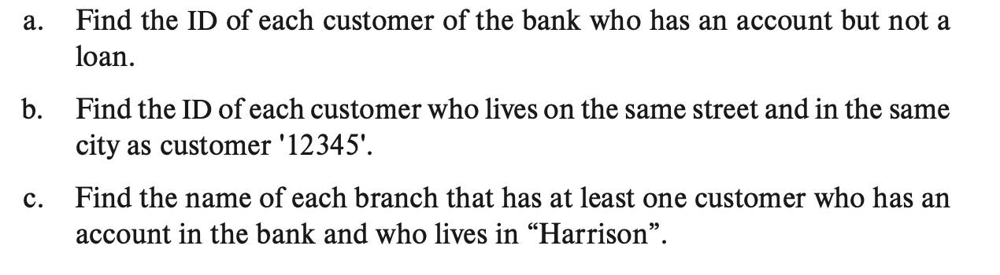 a. Find the ID of each customer of the bank who has an account but not a
loan.
b. Find the ID of each customer who lives on the same street and in the same
city as customer '12345'.
c. Find the name of each branch that has at least one customer who has an
account in the bank and who lives in “Harrison”.